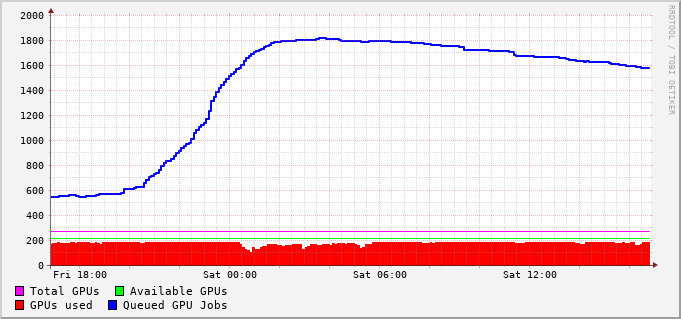 2000
1800
1600
1400
1200
1000
800
600
400
200
0
Fri 18:00 Sat 00:00 Sat 06:00 Sat 12:00
Total GPUs Available GPUs
GPUs used Queued GPU Jobs
RRDTOOL / TOBI OETIKER